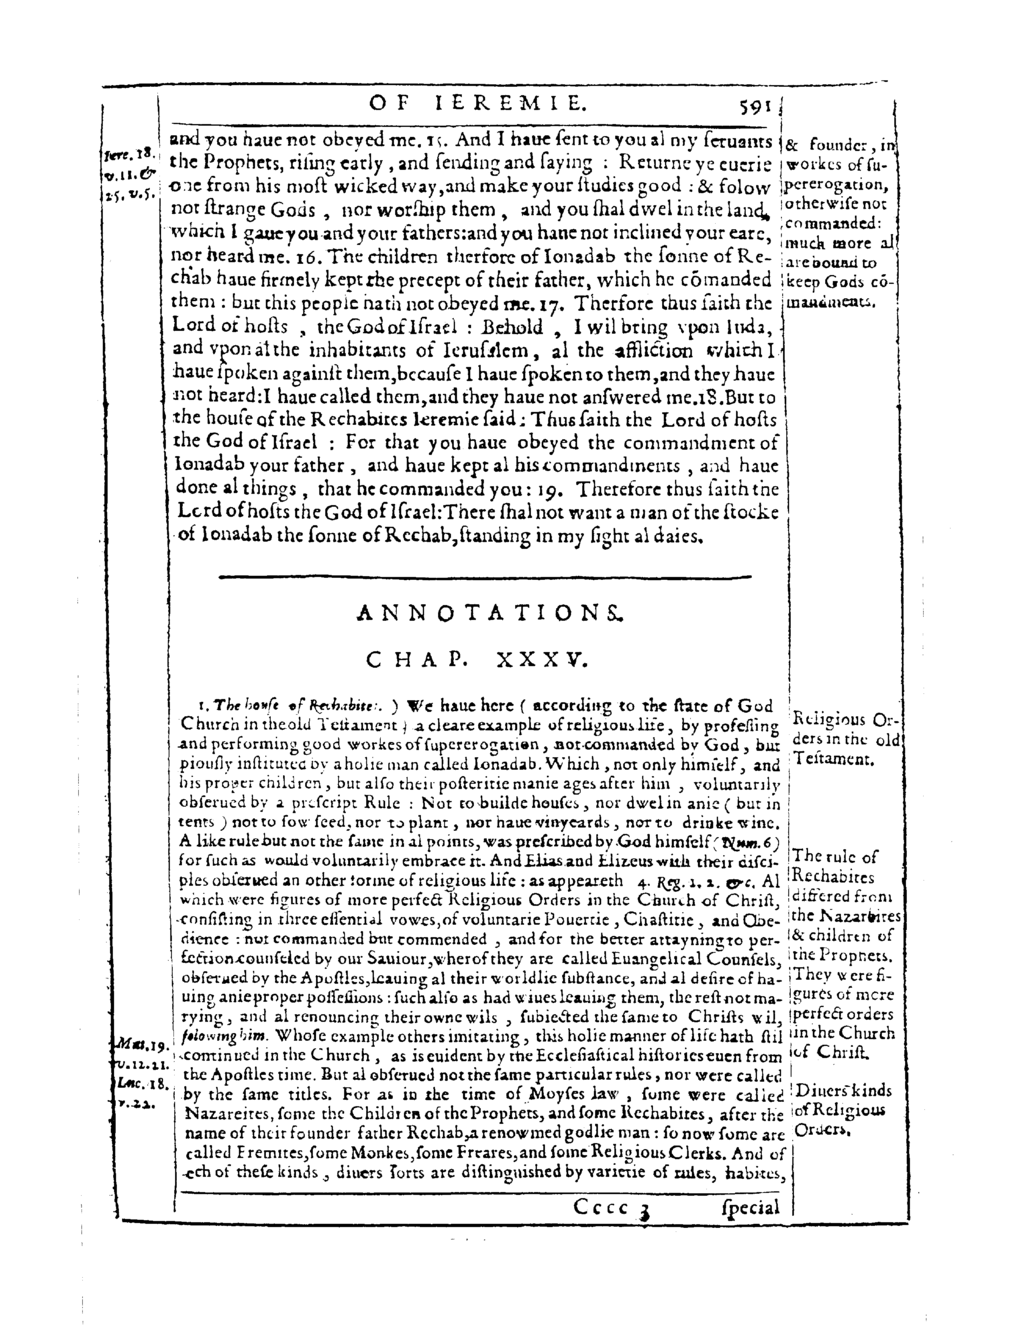 OF IEREMIE. 591
and you haue not obeyed me. 15. And I haue ſent to you al my ſeruants
the Prophets, riſing early, and ſending and ſaying : Returne ye euerie
one from his moſt wicked way, and make your ſtudies good : & folow
not ſtrange Gods, nor worſhip them, and you ſhal dwel in the land,
which I gaue you and your fathers: and you haue not inclined your eare,
nor heard me. 16. The children therfore of Ionadab the ſonne of Re-
chab haue firmely kept the precept of their father, which he cōmanded
them : but this people hath not obeyed me. 17. Therfore thus ſaith the
Lord of hoſts, the God of Iſrael : Behold, I wil bring vpon Iuda,
and vpon al the inhabitants of Ieruſalem, al the affliction which I
haue ſpoken againſt them, becauſe I haue ſpoken to them, and they haue
not heard: I haue called them, and they haue not anſwered me. 18. But to
the houſe of the Rechabites Ieremie ſaid: Thus ſaith the Lord of hoſts
the God of Iſrael : For that you haue obeyed the commandment of
Ionadab your father, and haue kept al his commandments, and haue
done al things, that he commanded you: 19. Therefore thus ſaith the
Lord of hoſts the God of Iſrael: There ſhal not want a man of the ſtocke
of Ionadab the ſonne of Rechab, ſtanding in my ſight al daies.
Iere. 18.
v. 11. &
25. v. 5.
& founder, in
workes of ſu-
pererogation,
otherwiſe not
commanded:
much more al
are bound to
keep Gods cō-
mandments.
ANNOTATIONS.
CHAP. XXXV.
1. The houſe of Rechabites. ) We haue here ( according to the ſtate of God
Church in the old Teſtament ) a cleare example of religious life, by profeſſing
and performing good workes of ſupererogation, not commanded by God, but
piouſly inſtituted by a holie man called Ionadab. Which, not only himſelf, and
his proper children, but alſo their poſteritie manie ages after him, voluntarily
obſerued by a preſcript Rule : Not to builde houſes, nor dwel in anie ( but in
tents ) not to ſow ſeed, nor to plant, nor haue vinyeards, nor to drinke wine.
A like rule but not the ſame in al points, was preſcribed by God himſelf ( Num. 6)
for ſuch as would voluntarily embrace it. And Elias and Elizeus with their diſci-
ples obſerued an other forme of religious life : as appeareth 4. Reg. 1. 2. &c. Al
which were figures of more perfect Religious Orders in the Church of Chriſt,
conſiſting in three eſſential vowes, of voluntarie Pouertie, Chaſtitie, and Obe-
dience : not commanded but commended, and for the better attayning to per-
fection counſeled by our Sauiour, wherof they are called Euangelical Counſels,
obſerued by the Apoſtles, leauing al their worldlie ſubſtance, and al deſire of ha-
uing anie proper poſſeſſions : ſuch alſo as had wiues leauing them, the reſt not ma-
rying, and al renouncing their owne wils, ſubiected the ſame to Chriſts wil,
folowing him. Whoſe example others imitating, this holie manner of life hath ſtil
continued in the Church, as is euident by the Eccleſiaſtical hiſtories euen from
the Apoſtles time. But al obſerued not the ſame particular rules, nor were called
by the ſame titles. For as in the time of Moyſes law, ſome were called
Nazareites, ſome the Children of the Prophets, and ſome Rechabites, after the
name of their founder father Rechab, a renowmed godlie man : ſo now ſome are
called Eremites, ſome Monkes, ſome Freares, and ſome Religious Clerks. And of
ech of theſe kinds, diuers ſorts are diſtinguiſhed by varietie of rules, habites,
Religious Or-
ders in the old
Teſtament.
The rule of
Rechabites
differed from
the Nazareites
& children of
the Prophets.
They were fi-
gures of more
perfect orders
in the Church
of Chriſt.
Diuers kinds
of Religious
Orders.
Mat. 19.
v. 12. 21.
Luc. 18.
v. 22.
Cccc 3 ſpecial